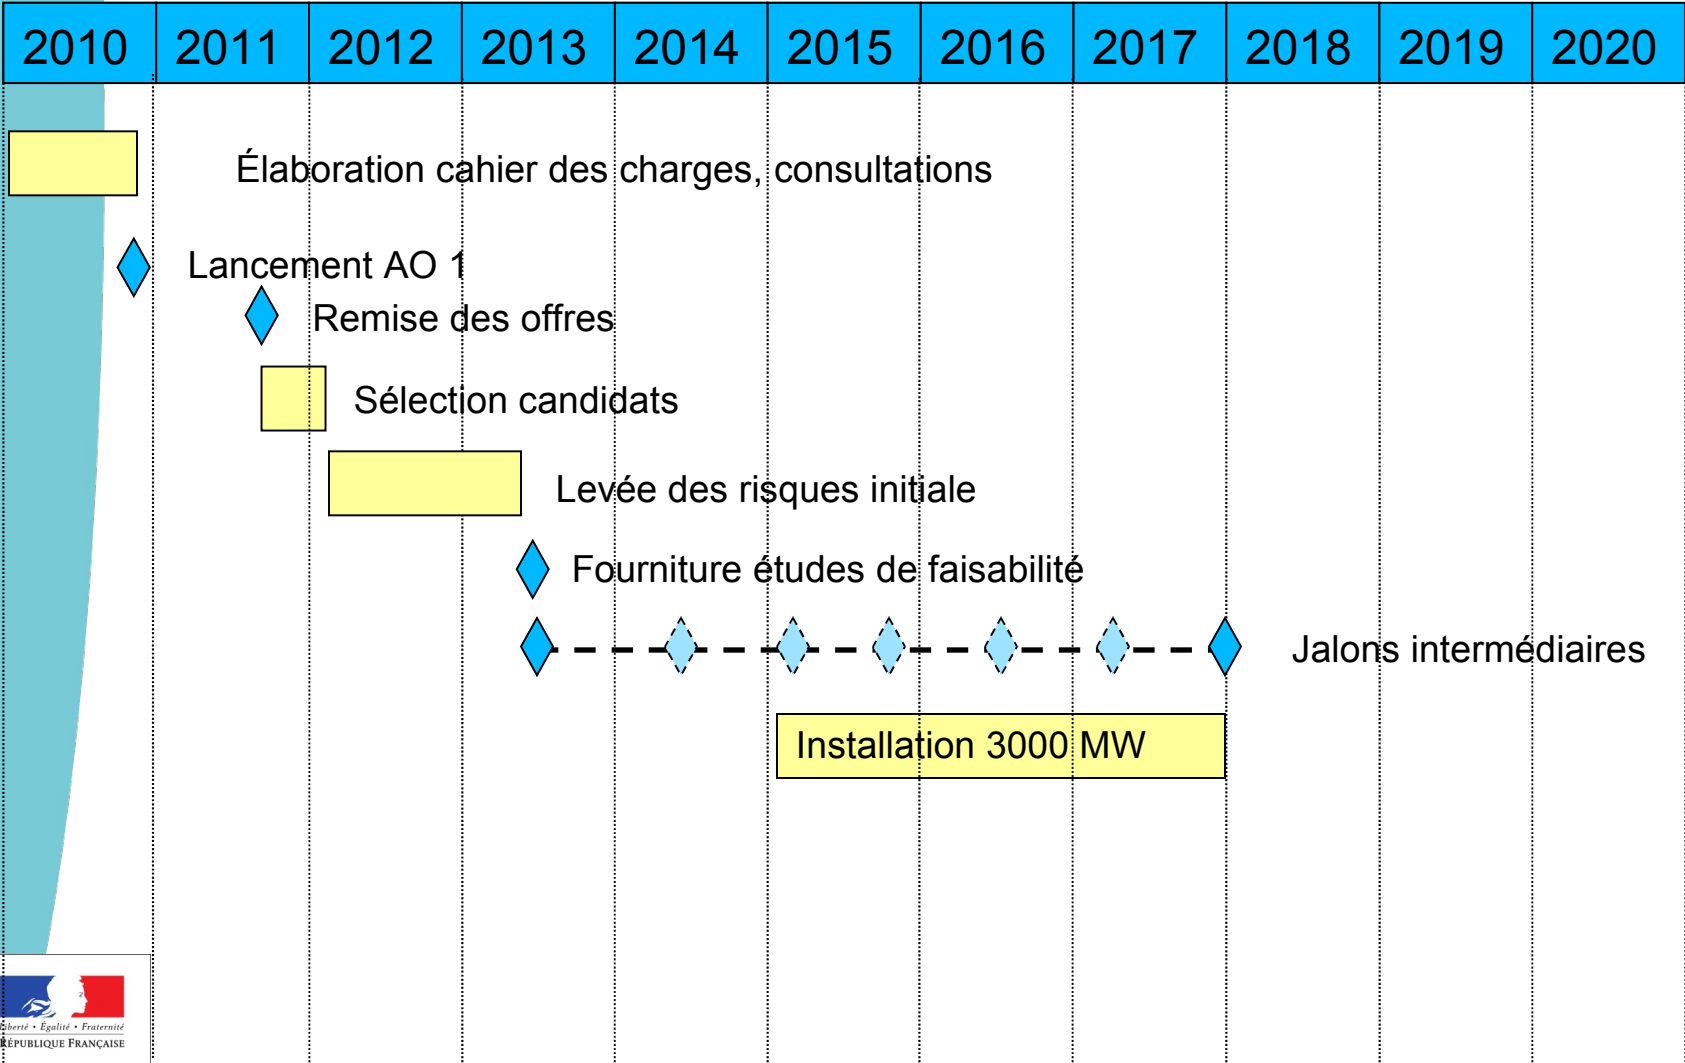 2010 2011 2012 2013 2014 2015 2016 2017 2018 2019 2020
Élaboration cahier des charges, consultations
Lancement AO 1
Remise des offres
Sélection candidats
Levée des risques initiale
Fourniture études de faisabilité
Jalons intermédiaires
Installation 3000 MW
Liberté • Égalité • Fraternité
RÉPUBLIQUE FRANÇAISE